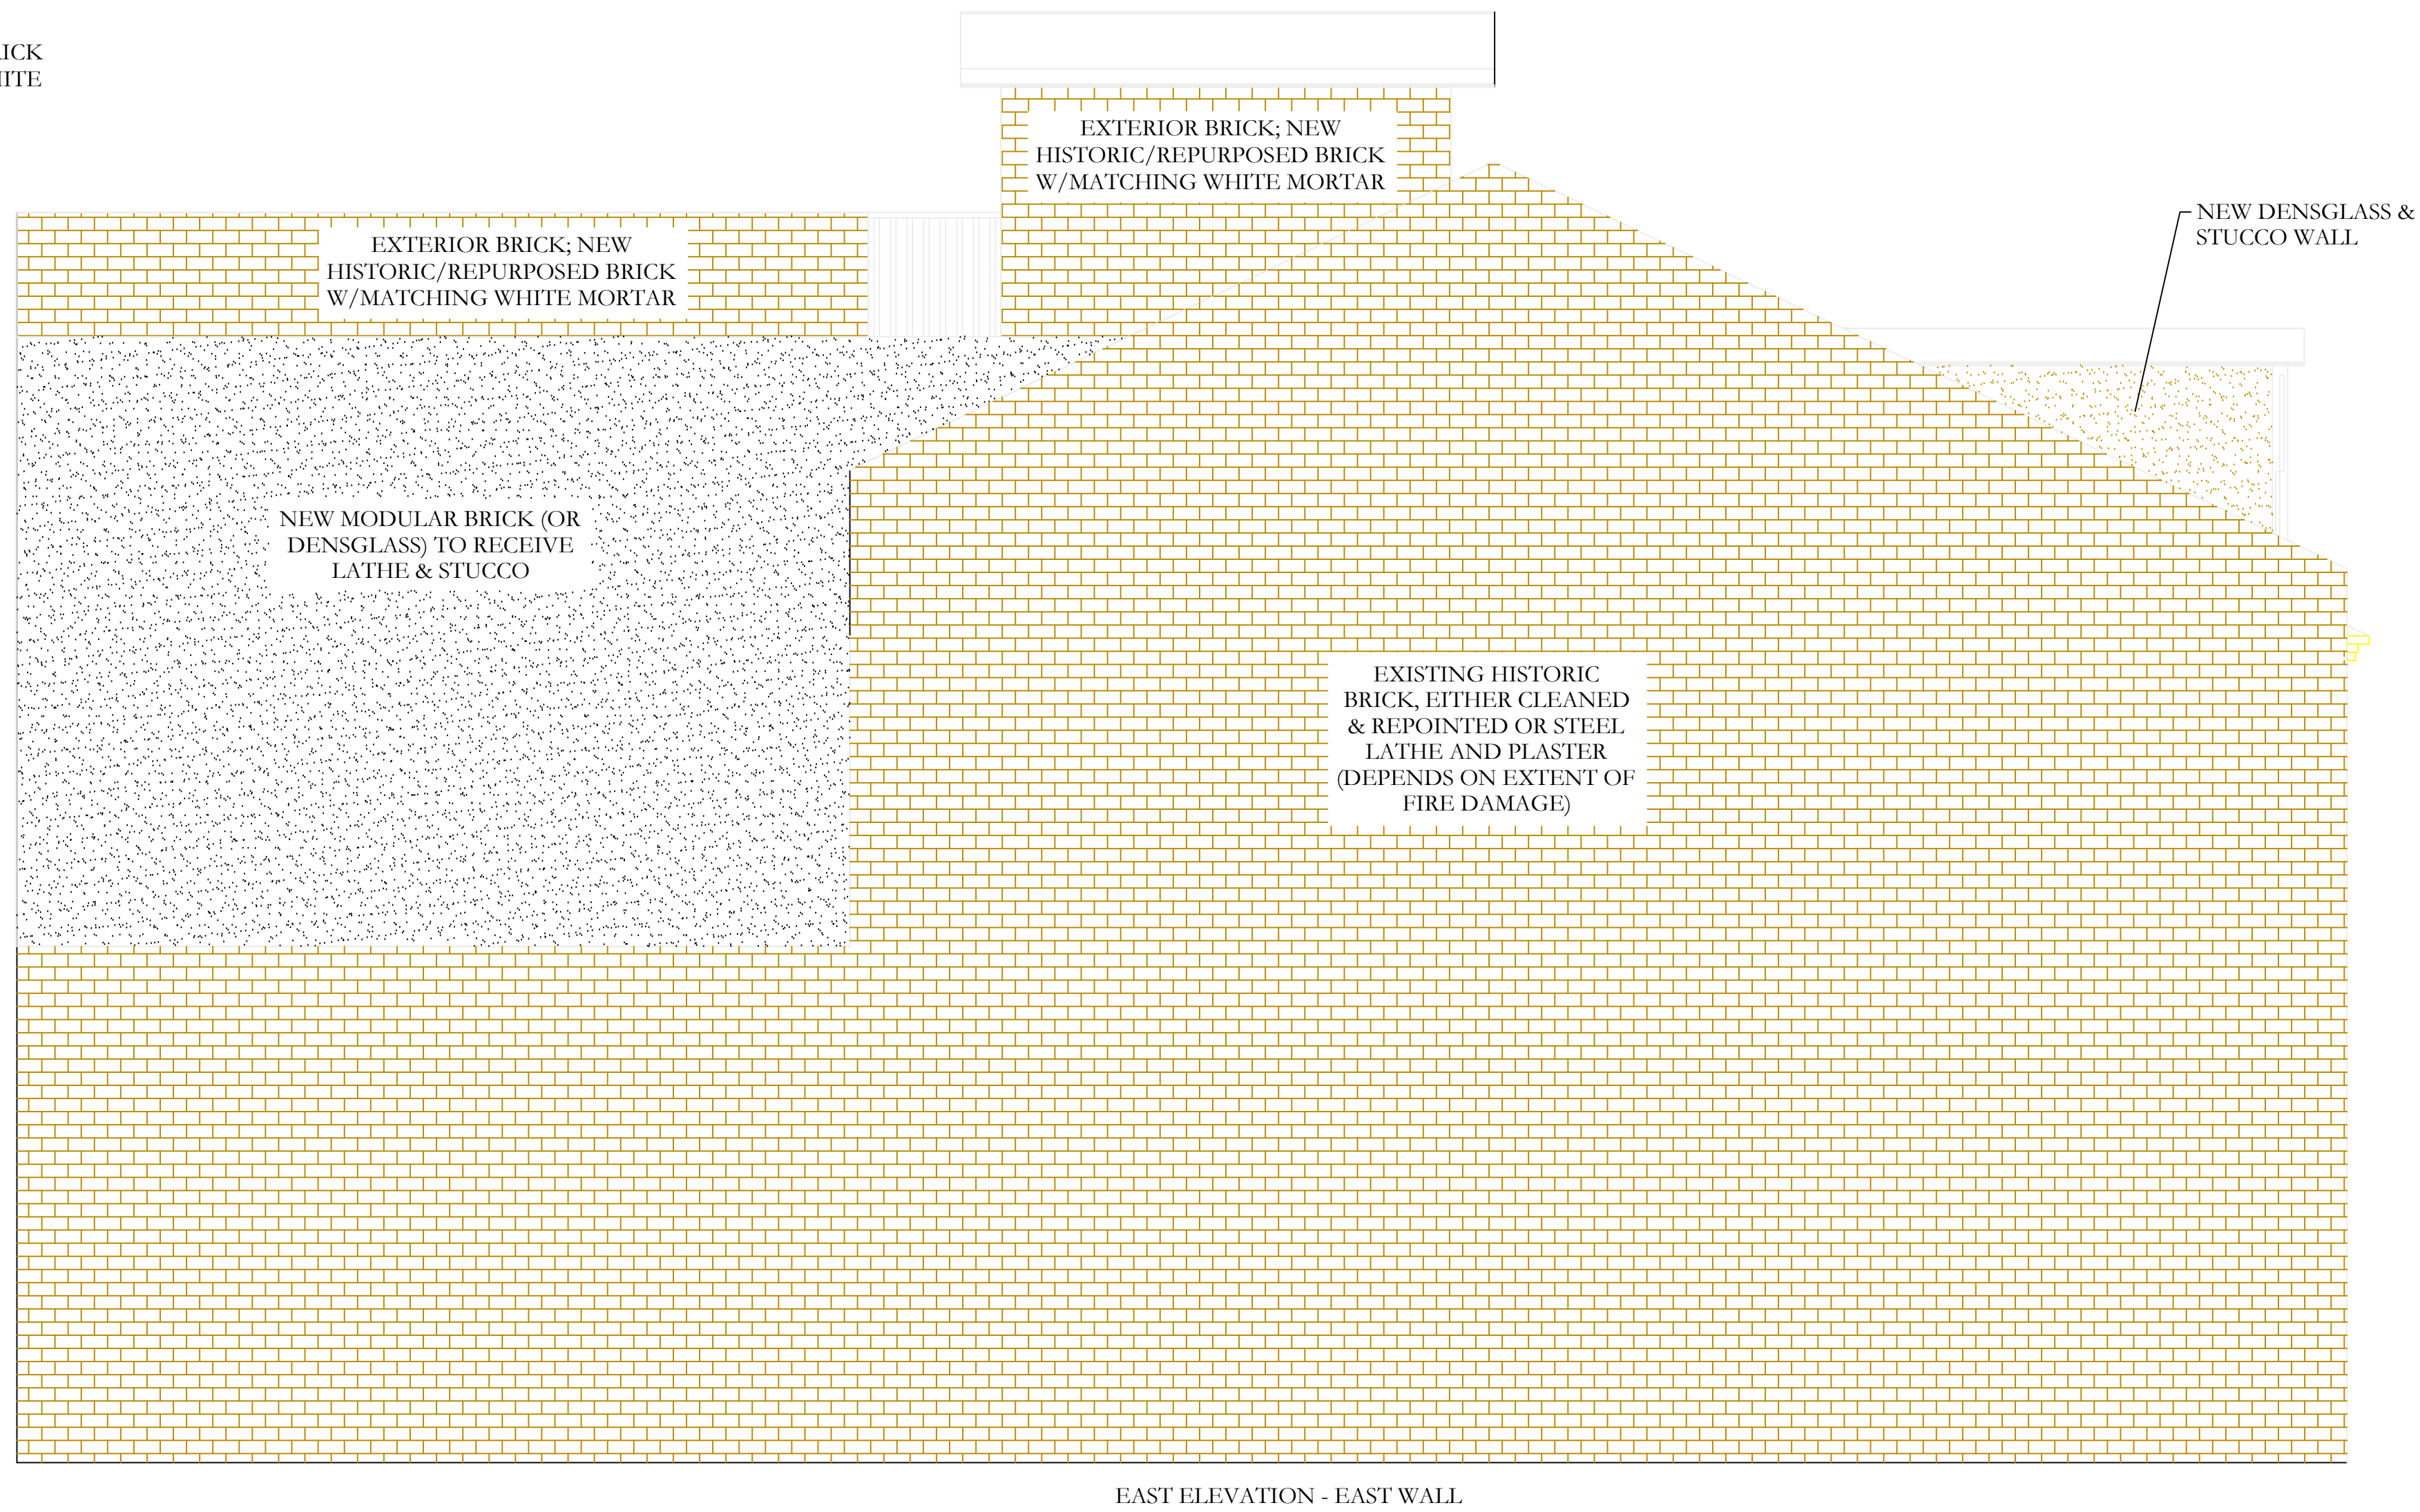 EXTERIOR BRICK; NEW
HISTORIC/REPURPOSED BRICK
W/MATCHING WHITE MORTAR
EXTERIOR BRICK; NEW
HISTORIC/REPURPOSED BRICK
W/MATCHING WHITE MORTAR
NEW DENSGLASS &
STUCCO WALL
NEW MODULAR BRICK (OR
DENSGLASS) TO RECEIVE
LATHE & STUCCO
EXISTING HISTORIC
BRICK, EITHER CLEANED
& REPOINTED OR STEEL
LATHE AND PLASTER
(DEPENDS ON EXTENT OF
FIRE DAMAGE)
EAST ELEVATION - EAST WALL